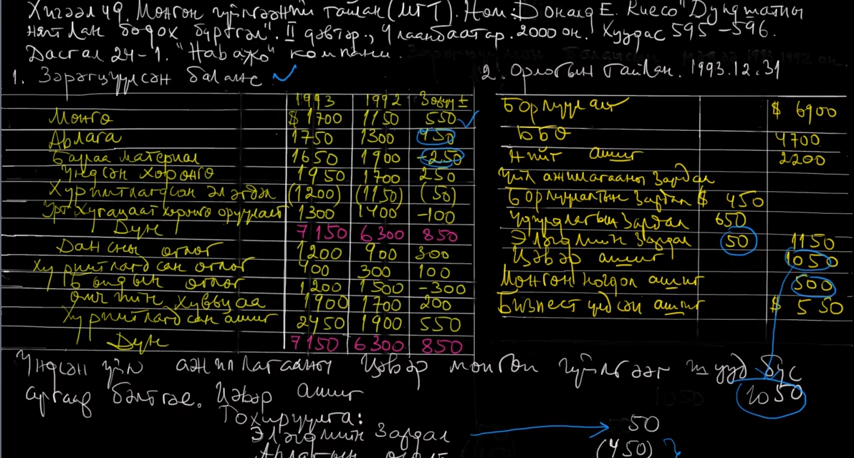 Хичээл 49. Мөнгөн гүйлгээний тайлан (МГТ). Ном: Доналд Е. Киесо "Дунд шатны
нягтлан бодох бүртгэл". II дэвтэр., Улаанбаатар. 2000 он. Хуудас 595-596.
Дасгал 24-1. "Наважо" компани.
1. Зэрэгцүүлсэн баланс ✓
1993 1992 Зөвүү ±
Мөнгө $ 1700 1150 550
Авлага 1750 1300 450
Бараа материал 1650 1900 -250
Үндсэн хөрөнгө 1950 1700 250
Хуримтлагдсан элэгдэл (1200) (1150) (50)
Урт хугацаат хөрөнгө оруулалт 1300 1400 -100
Дүн 7150 6300 850
Дансны өглөг 1200 900 300
Хуримтлагдсан өглөг 400 300 100
Бондын өглөг 1200 1500 -300
Энгийн хувьцаа 1900 1700 200
Хуримтлагдсан ашиг 2450 1900 550
Дүн 7150 6300 850
2. Орлогын тайлан. 1993.12.31
Борлуулалт $ 6900
ББӨ 4700
Нийт ашиг 2200
Үйл ажиллагааны зардал
Борлуулалтын зардал $ 450
Удирдлагын зардал 650
Элэгдлийн зардал 50 1150
Цэвэр ашиг 1050
Мөнгөн ногдол ашиг 500
Бизнест үлдсэн ашиг $ 550
Үндсэн үйл ажиллагааны цэвэр мөнгөн гүйлгээг шууд бус
аргаар бэлтгэе. Цэвэр ашиг 1050
Тохируулга:
Элэгдлийн зардал 50
(450)